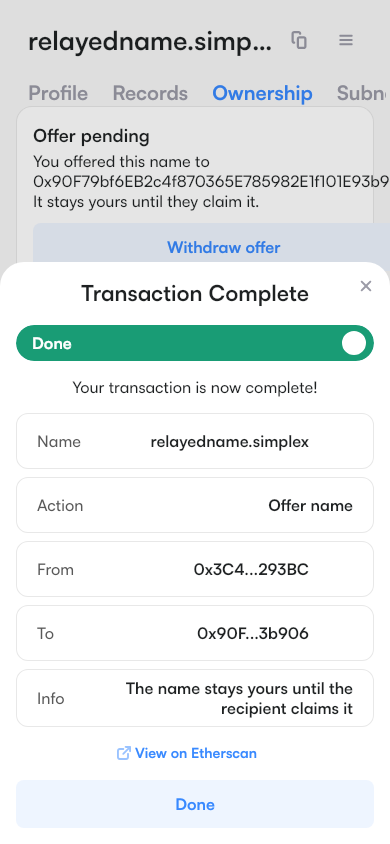 relayedname.simp...
Profile Records Ownership Subn
Offer pending
You offered this name to
0x90F79bf6EB2c4f870365E785982E1f101E93b9
It stays yours until they claim it.
Withdraw offer
Transaction Complete
Done
Your transaction is now complete!
Name relayedname.simplex
Action Offer name
From 0x3C4...293BC
To 0x90F...3b906
Info The name stays yours until the
recipient claims it
View on Etherscan
Done